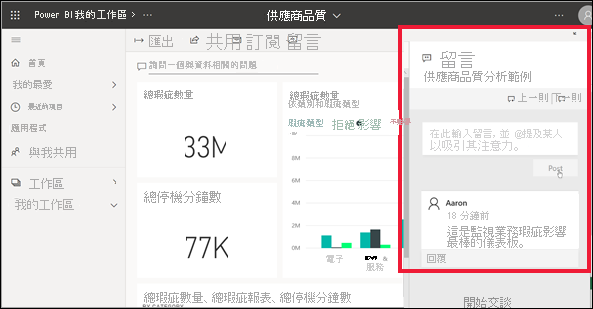 Power BI 我的工作區
供應商品質
匯出 共用 訂閱 留言
詢問一個與資料相關的問題
首頁
我的最愛
最近的項目
應用程式
與我共用
工作區
我的工作區
總瑕疵數量
33M
總停機分鐘數
77K
總瑕疵數量
依類別和瑕疵類型
瑕疵類型 拒絕 影響
6M
4M
2M
0M
電子
服務
總瑕疵數量、總瑕疵報表、總停機分鐘數
留言
供應商品質分析範例
上一則 下一則
在此輸入留言，並 @提及某人
以吸引其注意力。
Post
Aaron
18 分鐘前
這是監視業務瑕疵影響
最棒的儀表板。
回覆
開始交談